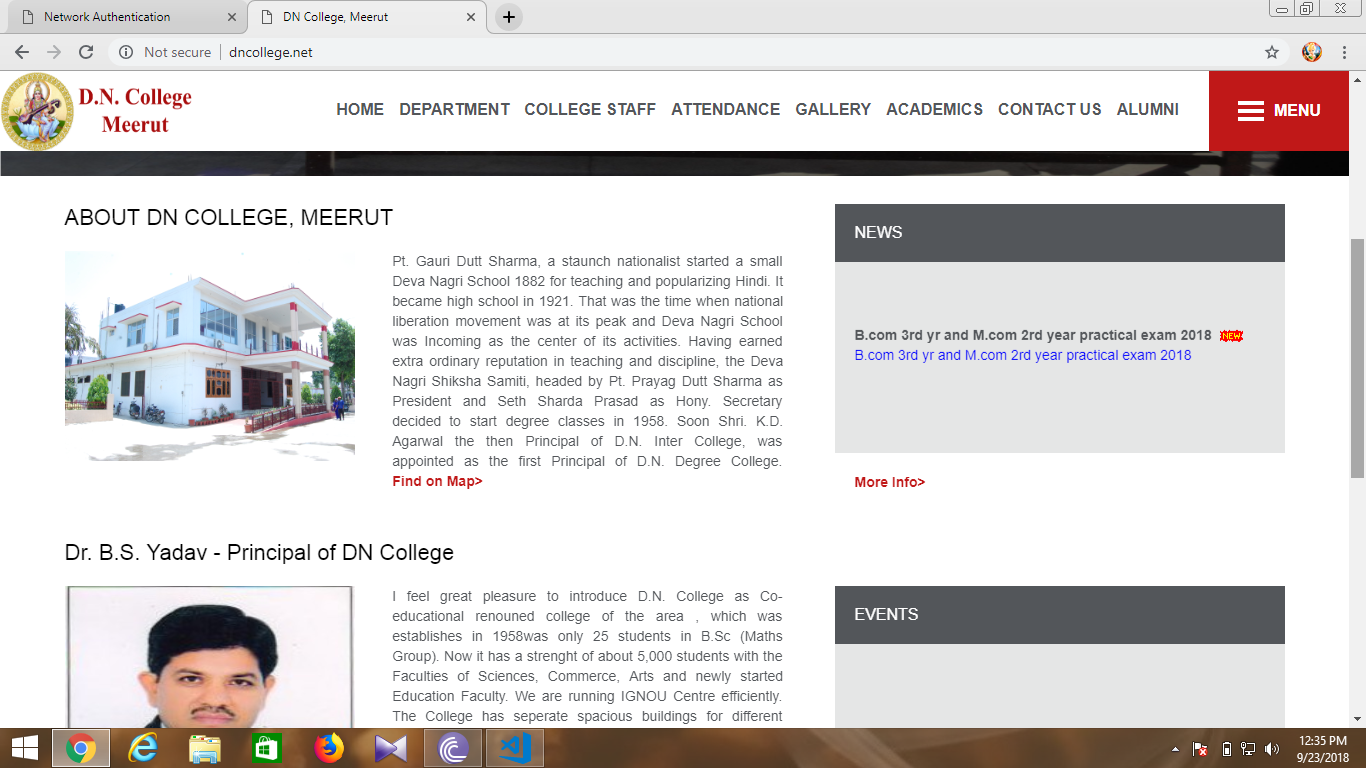 Network Authentication
DN College, Meerut
Not secure
dncollege.net
D.N. College
Meerut
HOME DEPARTMENT COLLEGE STAFF ATTENDANCE GALLERY ACADEMICS CONTACT US ALUMNI
MENU
ABOUT DN COLLEGE, MEERUT
Pt. Gauri Dutt Sharma, a staunch nationalist started a small
Deva Nagri School 1882 for teaching and popularizing Hindi. It
became high school in 1921. That was the time when national
liberation movement was at its peak and Deva Nagri School
was Incoming as the center of its activities. Having earned
extra ordinary reputation in teaching and discipline, the Deva
Nagri Shiksha Samiti, headed by Pt. Prayag Dutt Sharma as
President and Seth Sharda Prasad as Hony. Secretary
decided to start degree classes in 1958. Soon Shri. K.D.
Agarwal the then Principal of D.N. Inter College, was
appointed as the first Principal of D.N. Degree College.
Find on Map>
NEWS
B.com 3rd yr and M.com 2rd year practical exam 2018 NEW
B.com 3rd yr and M.com 2rd year practical exam 2018
More Info>
Dr. B.S. Yadav - Principal of DN College
I feel great pleasure to introduce D.N. College as Co-
educational renouned college of the area , which was
establishes in 1958was only 25 students in B.Sc (Maths
Group). Now it has a strenght of about 5,000 students with the
Faculties of Sciences, Commerce, Arts and newly started
Education Faculty. We are running IGNOU Centre efficiently.
The College has seperate spacious buildings for different
EVENTS
12:35 PM
9/23/2018